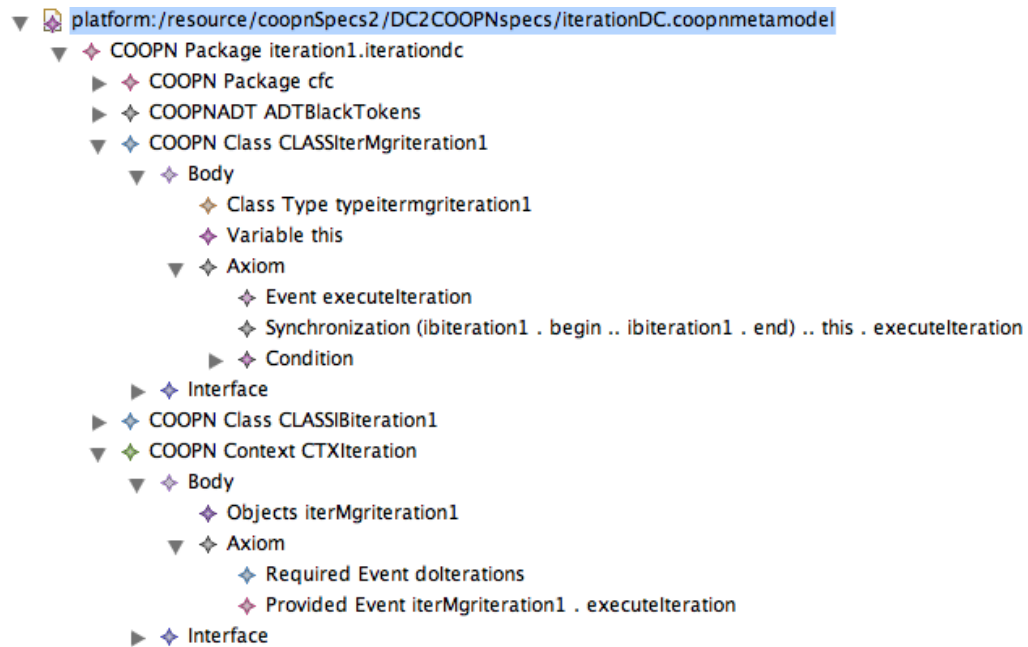 platform:/resource/coopnSpecs2/DC2COOPNspecs/iterationDC.coopnmetamodel
COOPN Package iteration1.iterationdc
COOPN Package cfc
COOPNADT ADTBlackTokens
COOPN Class CLASSIterMgriteration1
Body
Class Type typeitermgriteration1
Variable this
Axiom
Event executeIteration
Synchronization (ibiteration1 . begin .. ibiteration1 . end) .. this . executeIteration
Condition
Interface
COOPN Class CLASSIBiteration1
COOPN Context CTXIteration
Body
Objects iterMgriteration1
Axiom
Required Event doIterations
Provided Event iterMgriteration1 . executeIteration
Interface